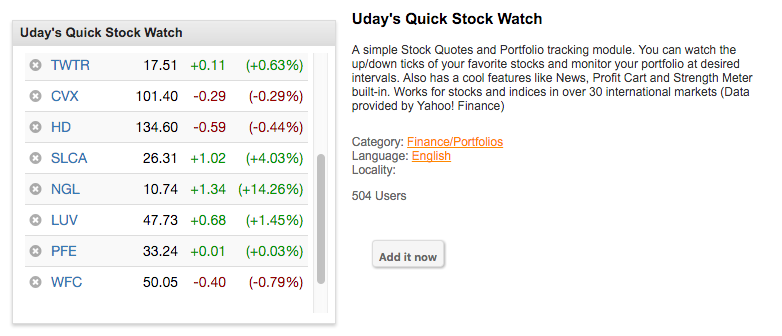 Uday's Quick Stock Watch
TWTR 17.51 +0.11 (+0.63%)
CVX 101.40 -0.29 (-0.29%)
HD 134.60 -0.59 (-0.44%)
SLCA 26.31 +1.02 (+4.03%)
NGL 10.74 +1.34 (+14.26%)
LUV 47.73 +0.68 (+1.45%)
PFE 33.24 +0.01 (+0.03%)
WFC 50.05 -0.40 (-0.79%)
Uday's Quick Stock Watch
A simple Stock Quotes and Portfolio tracking module. You can watch the
up/down ticks of your favorite stocks and monitor your portfolio at desired
intervals. Also has a cool features like News, Profit Cart and Strength Meter
built-in. Works for stocks and indices in over 30 international markets (Data
provided by Yahoo! Finance)
Category: Finance/Portfolios
Language: English
Locality:
504 Users
Add it now